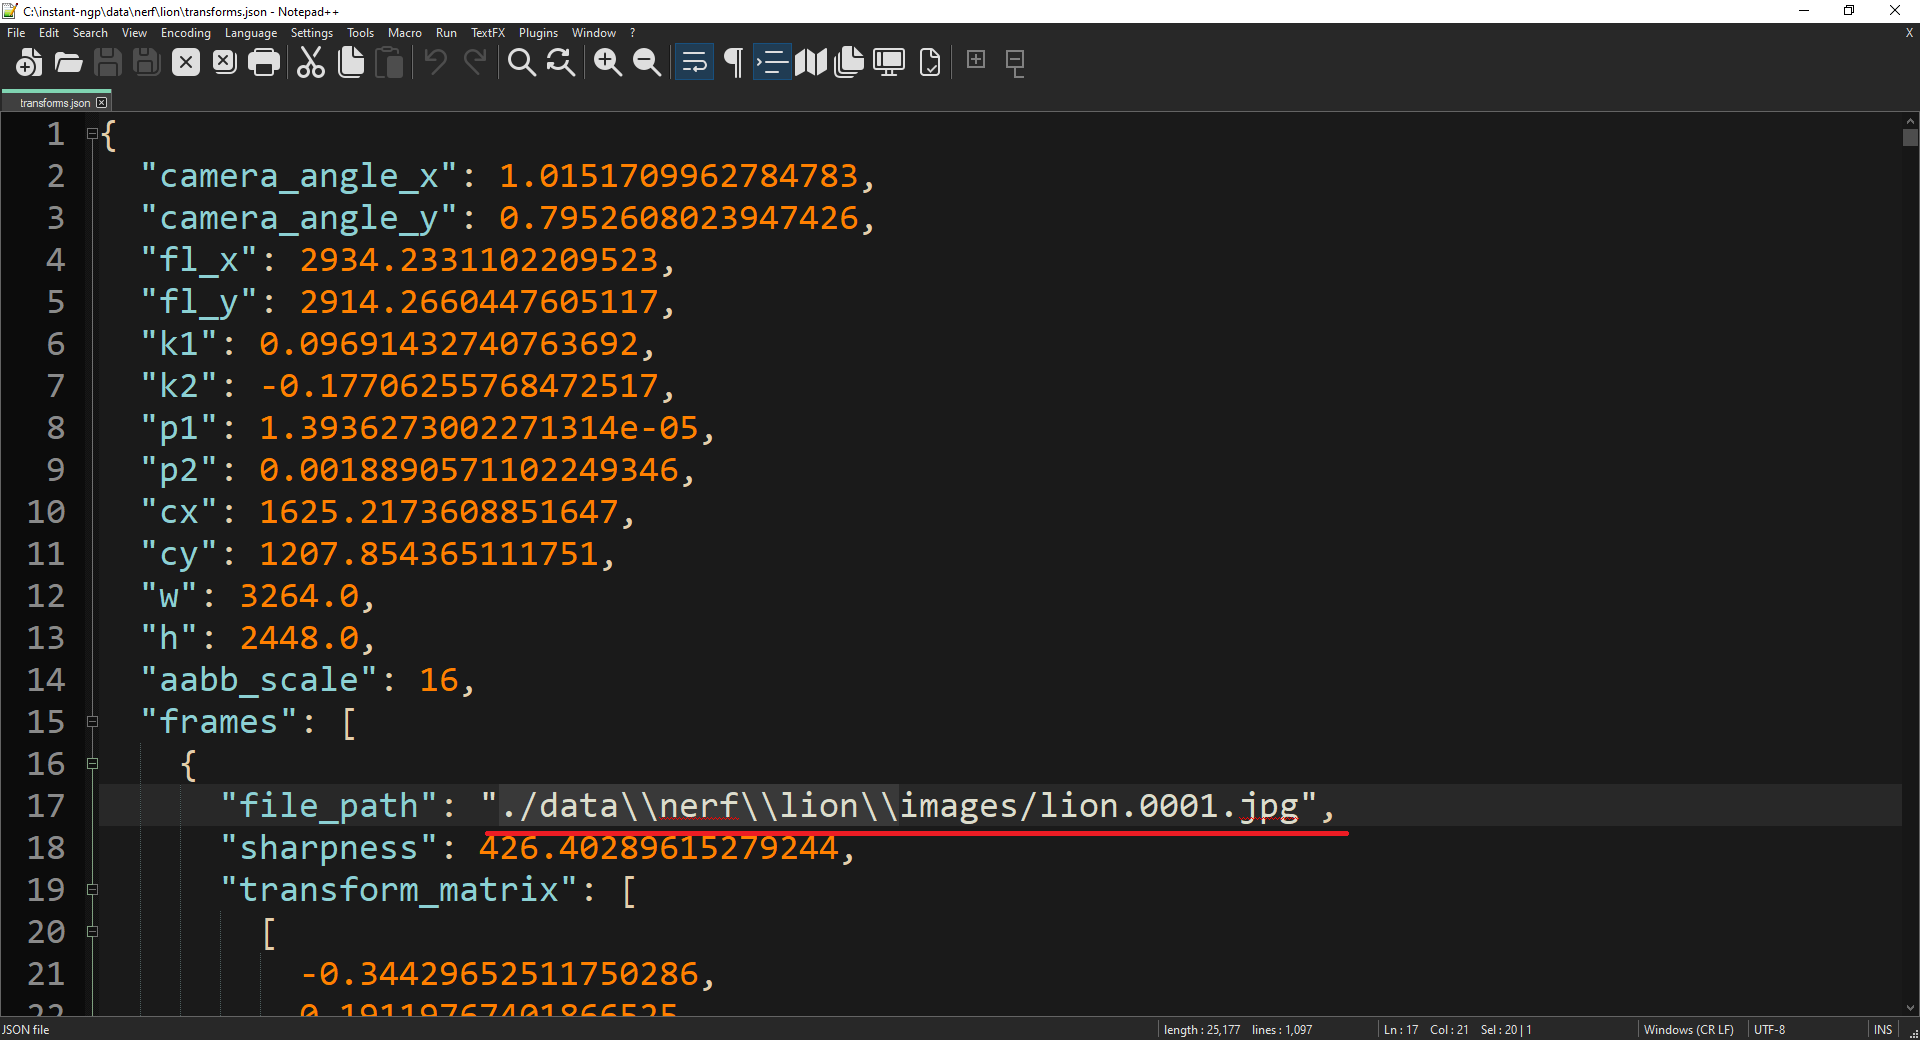 C:\instant-ngp\data\nerf\lion\transforms.json - Notepad++
File Edit Search View Encoding Language Settings Tools Macro Run TextFX Plugins Window ? X
transforms.json
1 {
2 "camera_angle_x": 1.0151709962784783,
3 "camera_angle_y": 0.7952608023947426,
4 "fl_x": 2934.2331102209523,
5 "fl_y": 2914.2660447605117,
6 "k1": 0.09691432740763692,
7 "k2": -0.17706255768472517,
8 "p1": 1.3936273002271314e-05,
9 "p2": 0.0018890571102249346,
10 "cx": 1625.2173608851647,
11 "cy": 1207.854365111751,
12 "w": 3264.0,
13 "h": 2448.0,
14 "aabb_scale": 16,
15 "frames": [
16 {
17 "file_path": "./data\\nerf\\lion\\images/lion.0001.jpg",
18 "sharpness": 426.40289615279244,
19 "transform_matrix": [
20 [
21 -0.34429652511750286,
22 0.19119767401866525
JSON file length : 25,177 lines : 1,097 Ln : 17 Col : 21 Sel : 20 | 1 Windows (CR LF) UTF-8 INS